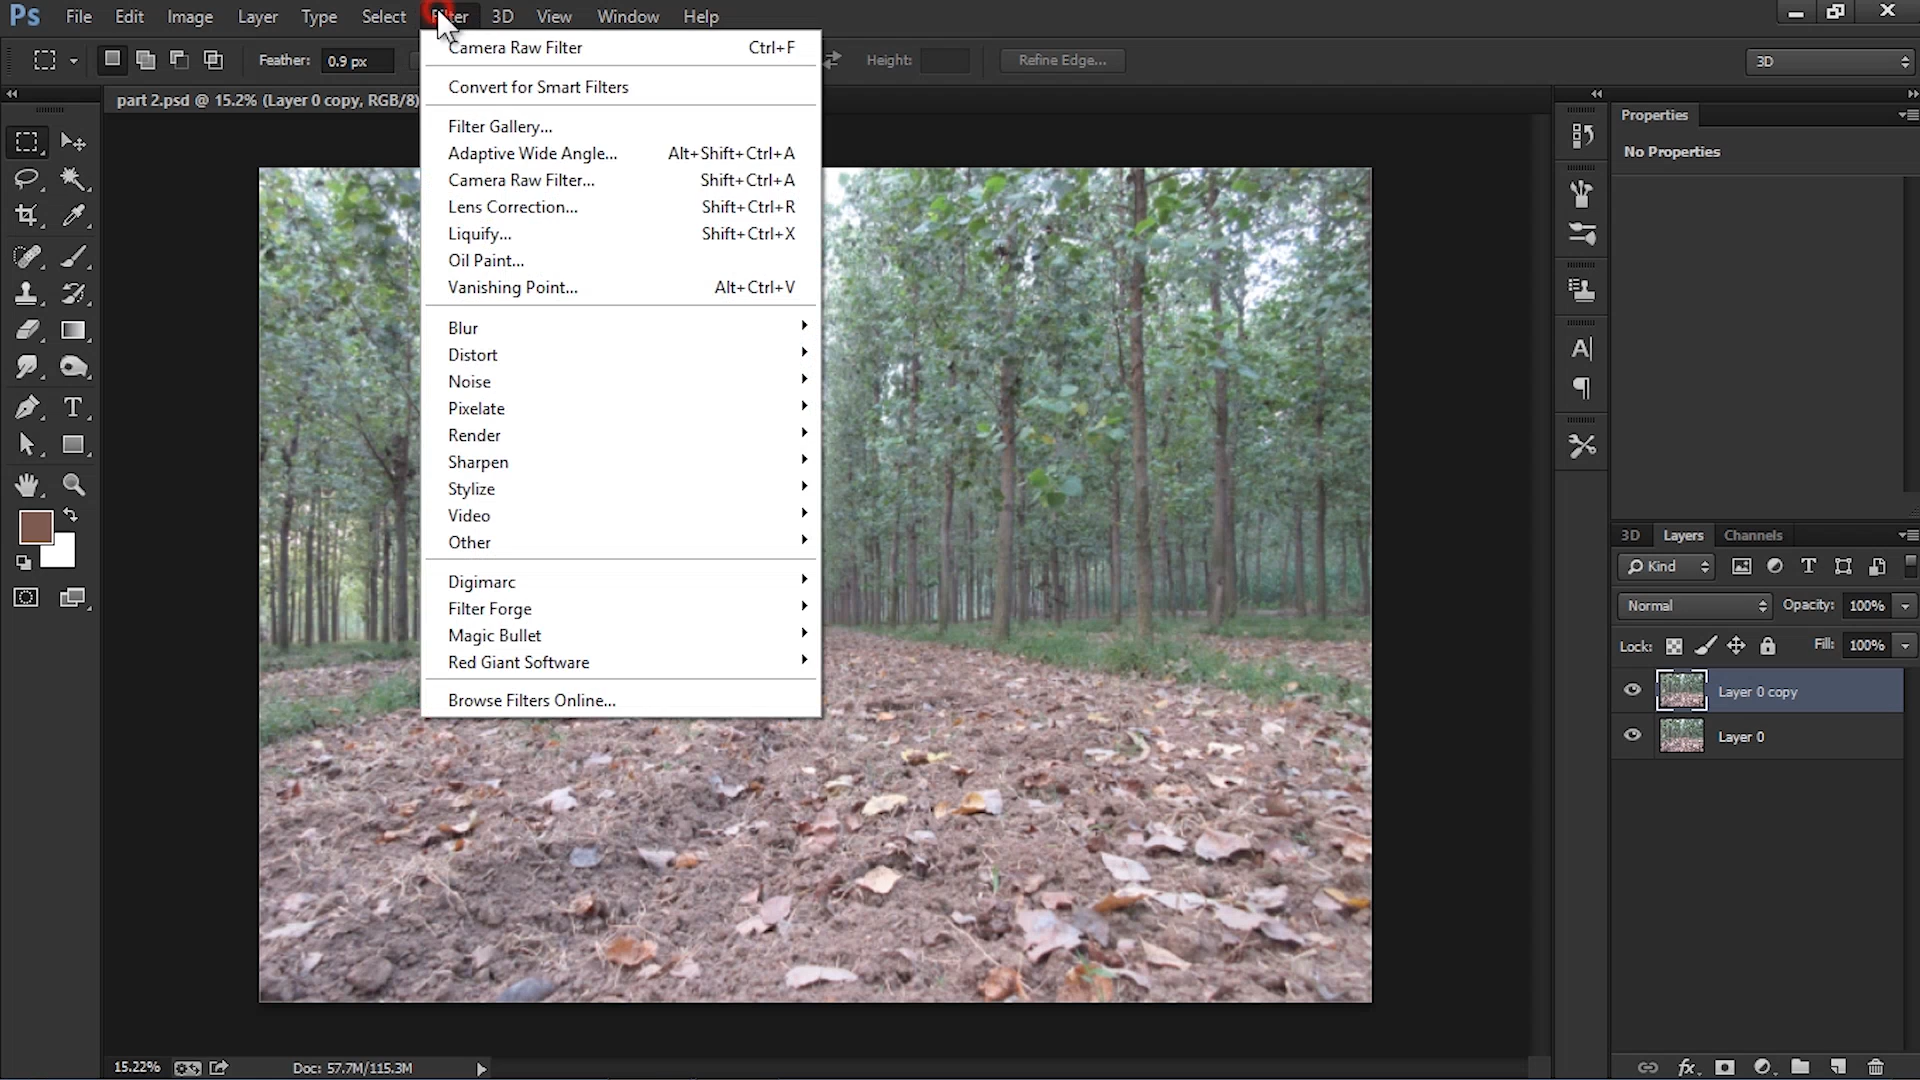 Ps File Edit Image Layer Type Select Filter 3D View Window Help
Feather: 0.9 px Height: Refine Edge... 3D
part 2.psd @ 15.2% (Layer 0 copy, RGB/8)
Camera Raw Filter Ctrl+F
Convert for Smart Filters
Filter Gallery...
Adaptive Wide Angle... Alt+Shift+Ctrl+A
Camera Raw Filter... Shift+Ctrl+A
Lens Correction... Shift+Ctrl+R
Liquify... Shift+Ctrl+X
Oil Paint...
Vanishing Point... Alt+Ctrl+V
Blur
Distort
Noise
Pixelate
Render
Sharpen
Stylize
Video
Other
Digimarc
Filter Forge
Magic Bullet
Red Giant Software
Browse Filters Online...
Properties
No Properties
3D Layers Channels
Kind
Normal Opacity: 100%
Lock: Fill: 100%
Layer 0 copy
Layer 0
15.22% Doc: 57.7M/115.3M